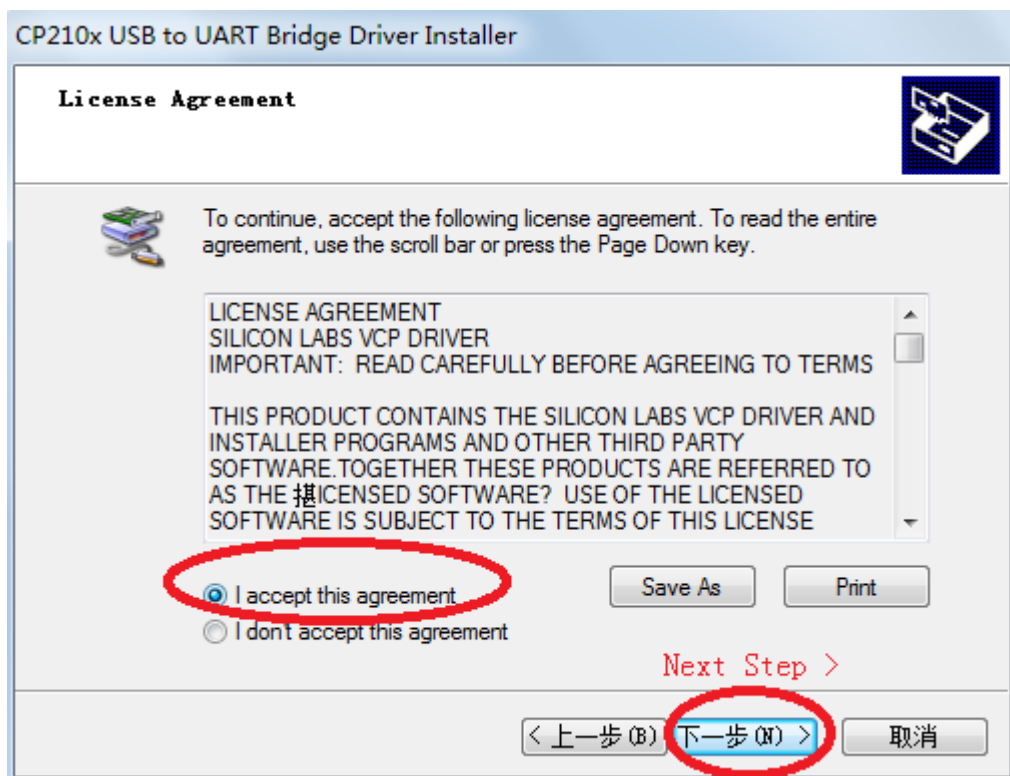 CP210x USB to UART Bridge Driver Installer
License Agreement
To continue, accept the following license agreement. To read the entire
agreement, use the scroll bar or press the Page Down key.
LICENSE AGREEMENT
SILICON LABS VCP DRIVER
IMPORTANT:  READ CAREFULLY BEFORE AGREEING TO TERMS
THIS PRODUCT CONTAINS THE SILICON LABS VCP DRIVER AND
INSTALLER PROGRAMS AND OTHER THIRD PARTY
SOFTWARE.TOGETHER THESE PRODUCTS ARE REFERRED TO
AS THE 揕ICENSED SOFTWARE?  USE OF THE LICENSED
SOFTWARE IS SUBJECT TO THE TERMS OF THIS LICENSE
I accept this agreement
Save As
Print
I don't accept this agreement
Next Step >
< 上一步(B)
下一步(N) >
取消